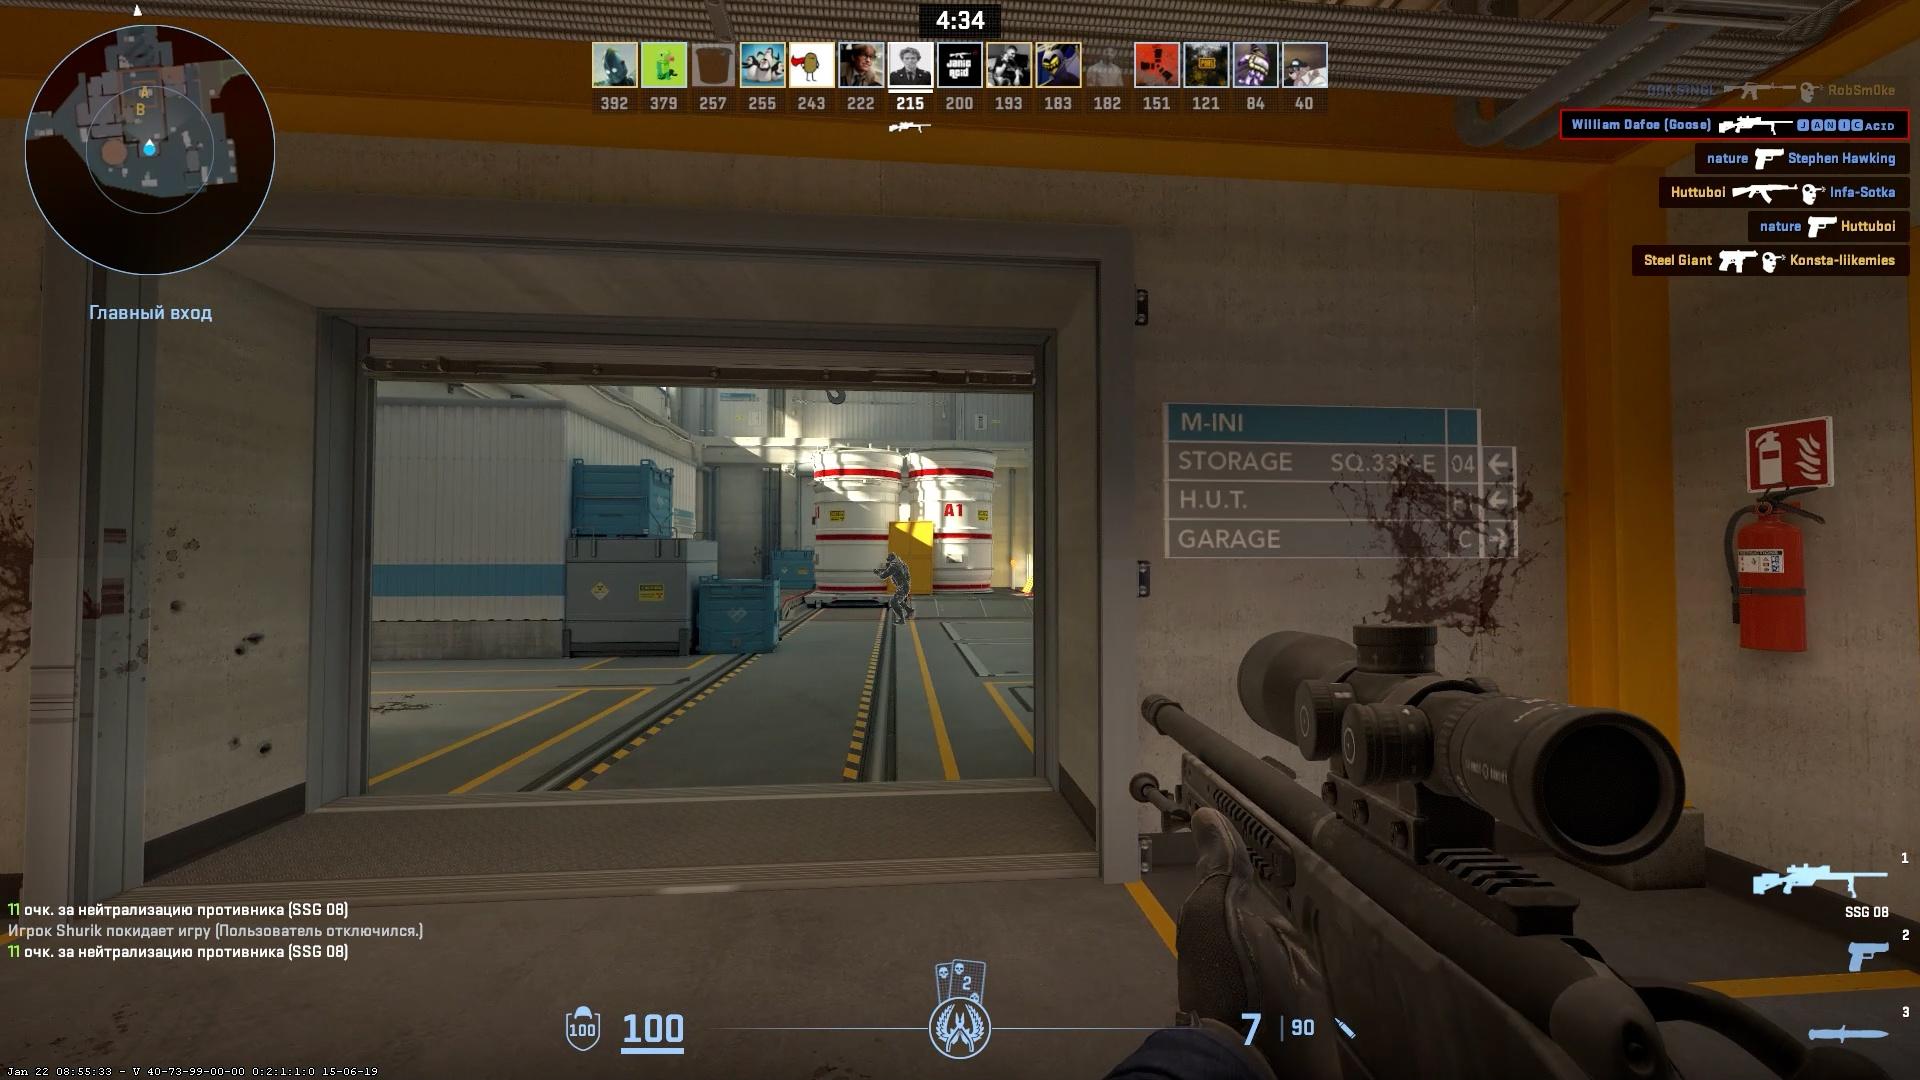 4:34
392 379 257 255 243 222 215 200 193 183 182 151 121 84 40
JANIC ACID
A
B
RobSm0ke
William Dafoe (Goose) JANICACID
nature Stephen Hawking
Huttuboi Infa-Sotka
nature Huttuboi
Steel Giant Konsta-liikemies
Главный вход
M-INI
STORAGE 04
H.U.T.
GARAGE C
A1
1
SSG 08
2
3
11 очк. за нейтрализацию противника (SSG 08)
Игрок Shurik покидает игру (Пользователь отключился.)
11 очк. за нейтрализацию противника (SSG 08)
2
100 100
7 | 90
Jan 22 08:55:33 - V 40-73-99-00-00 0:2:1:1:0 15-06-19